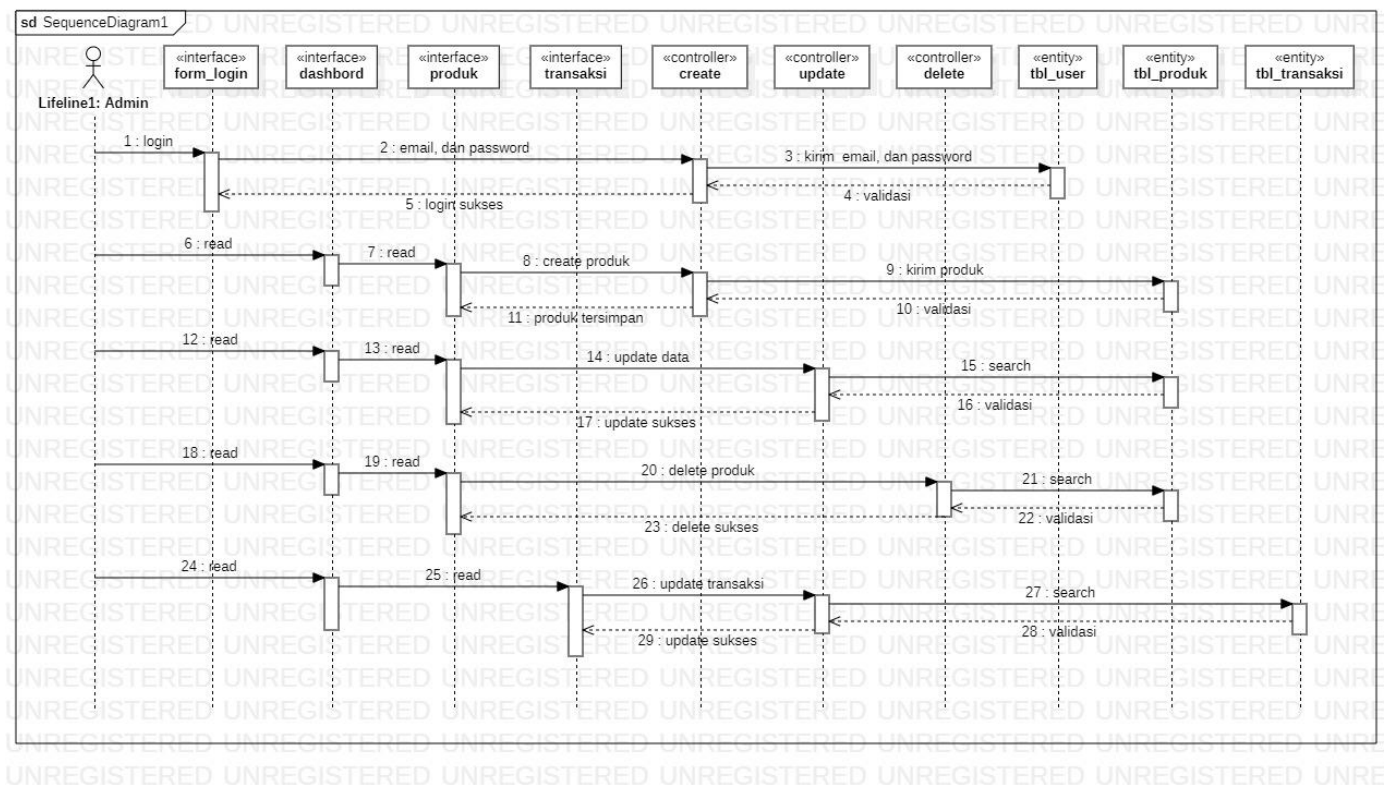 sd SequenceDiagram1
«interface»
form_login
«interface»
dashbord
«interface»
produk
«interface»
transaksi
«controller»
create
«controller»
update
«controller»
delete
«entity»
tbl_user
«entity»
tbl_produk
«entity»
tbl_transaksi
Lifeline1: Admin
1 : login
2 : email, dan password
3 : kirim  email, dan password
4 : validasi
5 : login sukses
6 : read
7 : read
8 : create produk
9 : kirim produk
10 : validasi
11 : produk tersimpan
12 : read
13 : read
14 : update data
15 : search
16 : validasi
17 : update sukses
18 : read
19 : read
20 : delete produk
21 : search
22 : validasi
23 : delete sukses
24 : read
25 : read
26 : update transaksi
27 : search
28 : validasi
29 : update sukses
UNREGISTERED UNREGISTERED UNREGISTERED UNREGISTERED UNREGISTERED UNREGISTERED UNRE